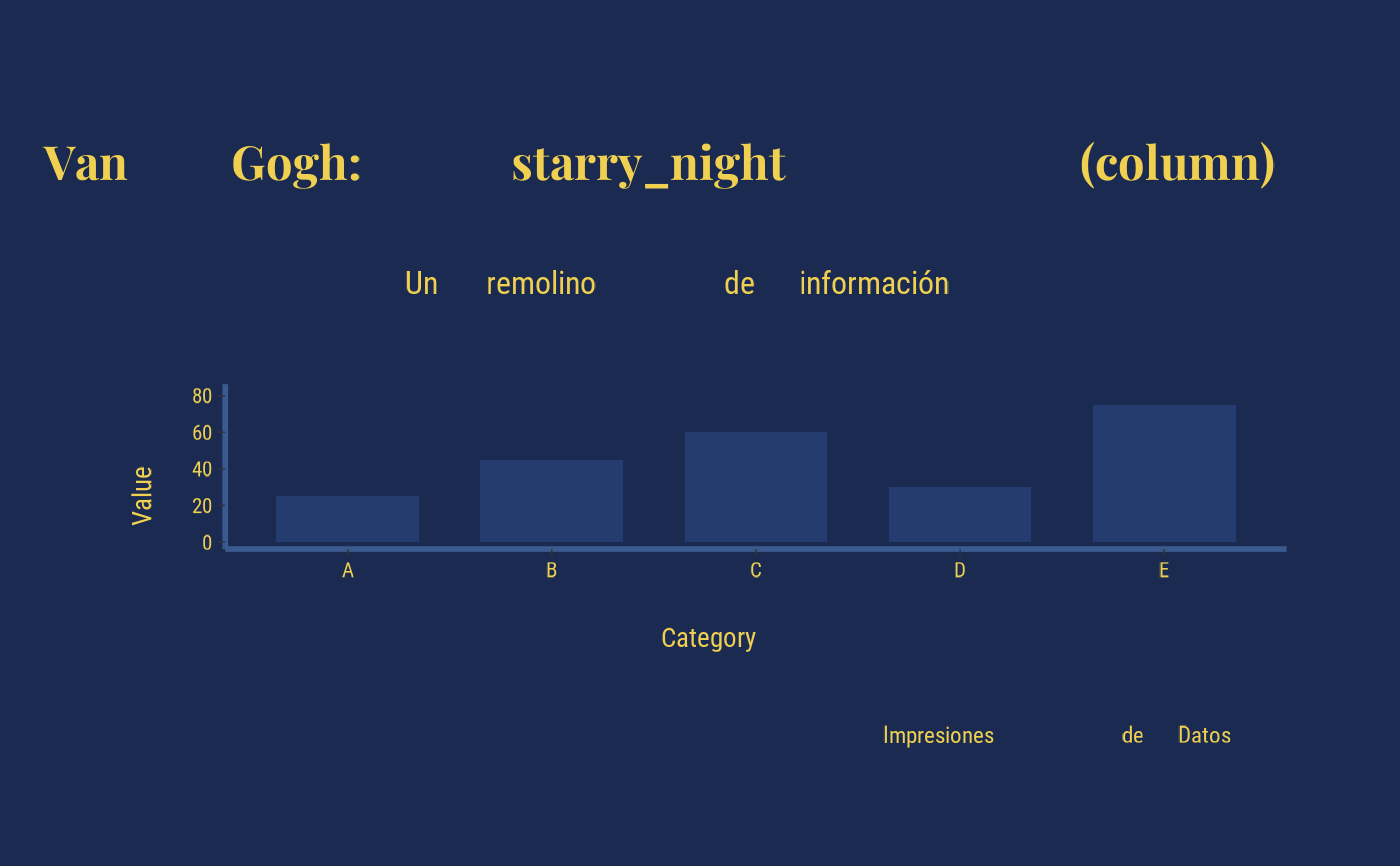 Van Gogh: starry_night (column)
Un remolino de información
80
60
40
20
0
Value
A B C D E
Category
Impresiones de Datos